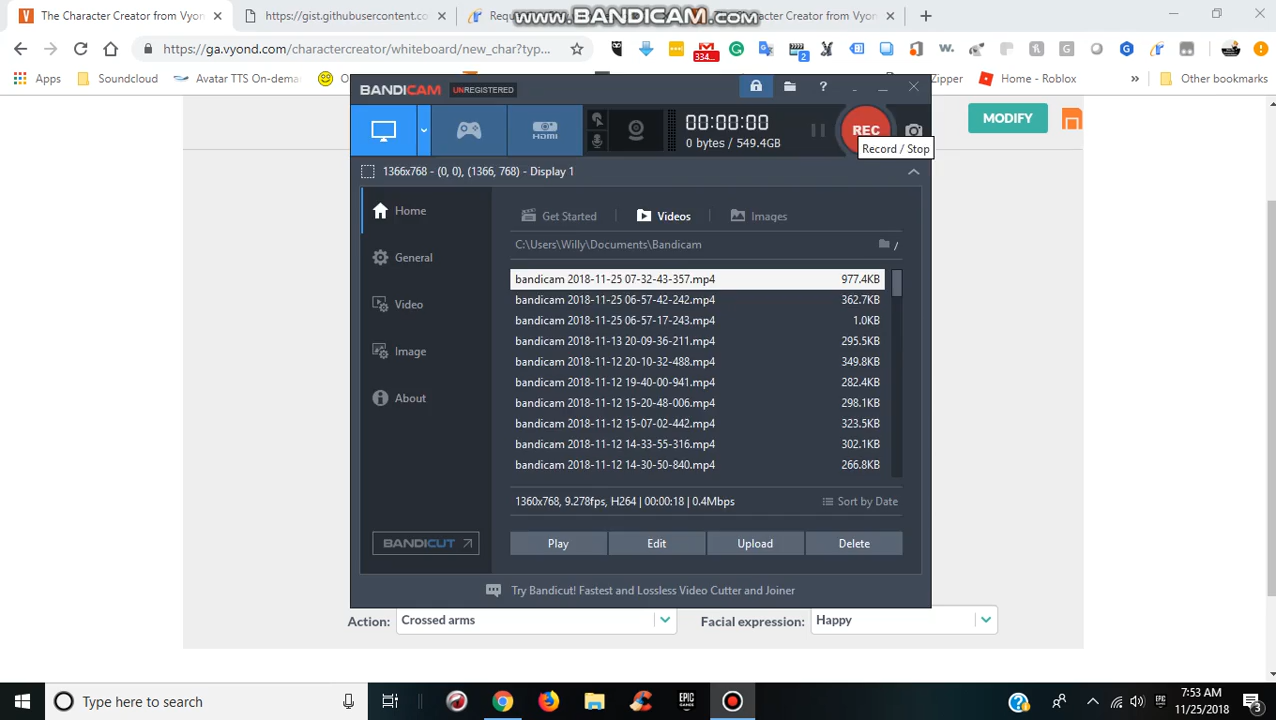 The Character Creator from Vyon
https://gist.githubusercontent.c
Requ
www.BANDICAM.com
Character Creator from Vyon
https://ga.vyond.com/charactercreator/whiteboard/new_char?typ...
334...
2
Apps
Soundcloud
Avatar TTS On-dema
Zipper
Home - Roblox
Other bookmarks
BANDICAM
UNREGISTERED
HDMI
00:00:00
0 bytes / 549.4GB
REC
Record / Stop
MODIFY
1366x768 - (0, 0), (1366, 768) - Display 1
Home
General
Video
Image
About
BANDICUT
Get Started
Videos
Images
C:\Users\Willy\Documents\Bandicam
/
bandicam 2018-11-25 07-32-43-357.mp4 977.4KB
bandicam 2018-11-25 06-57-42-242.mp4 362.7KB
bandicam 2018-11-25 06-57-17-243.mp4 1.0KB
bandicam 2018-11-13 20-09-36-211.mp4 295.5KB
bandicam 2018-11-12 20-10-32-488.mp4 349.8KB
bandicam 2018-11-12 19-40-00-941.mp4 282.4KB
bandicam 2018-11-12 15-20-48-006.mp4 298.1KB
bandicam 2018-11-12 15-07-02-442.mp4 323.5KB
bandicam 2018-11-12 14-33-55-316.mp4 302.1KB
bandicam 2018-11-12 14-30-50-840.mp4 266.8KB
1360x768, 9.278fps, H264 | 00:00:18 | 0.4Mbps
Sort by Date
Play
Edit
Upload
Delete
Try Bandicut! Fastest and Lossless Video Cutter and Joiner
Action: Crossed arms
Facial expression: Happy
Type here to search
EPIC GAMES
7:53 AM
11/25/2018
3